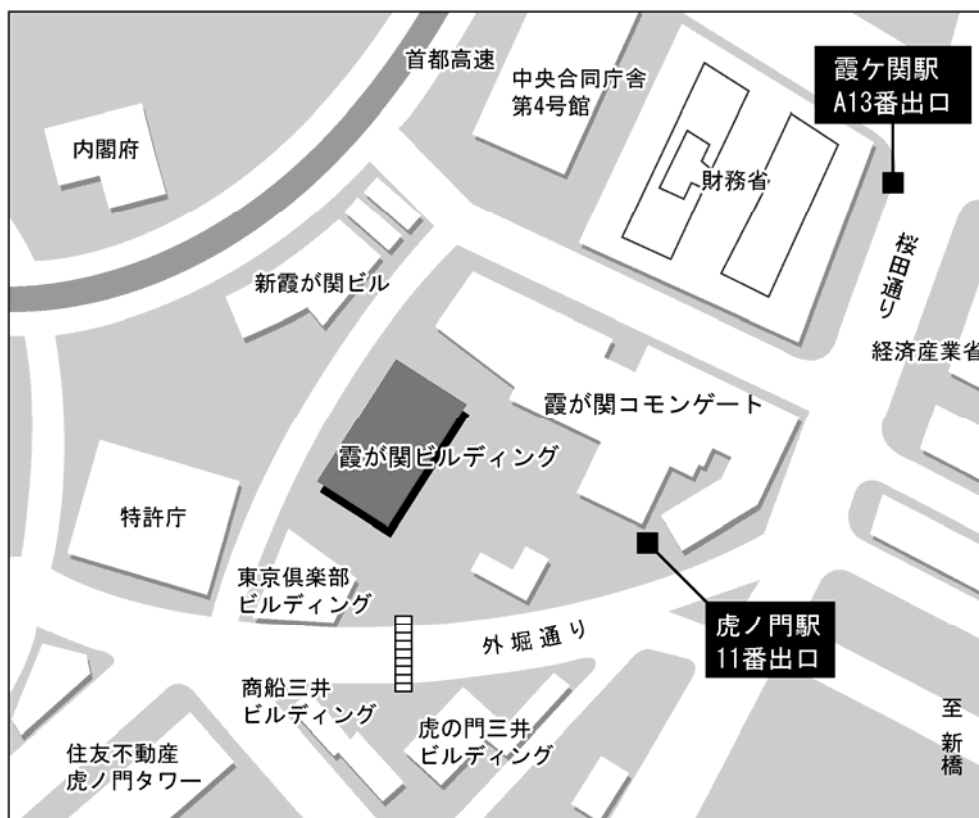 首都高速
中央合同庁舎
第4号館
霞ケ関駅
A13番出口
内閣府
財務省
桜田通り
新霞が関ビル
経済産業省
霞が関コモンゲート
霞が関ビルディング
特許庁
東京倶楽部
ビルディング
外堀通り
虎ノ門駅
11番出口
商船三井
ビルディング
虎の門三井
ビルディング
住友不動産
虎ノ門タワー
至 新橋